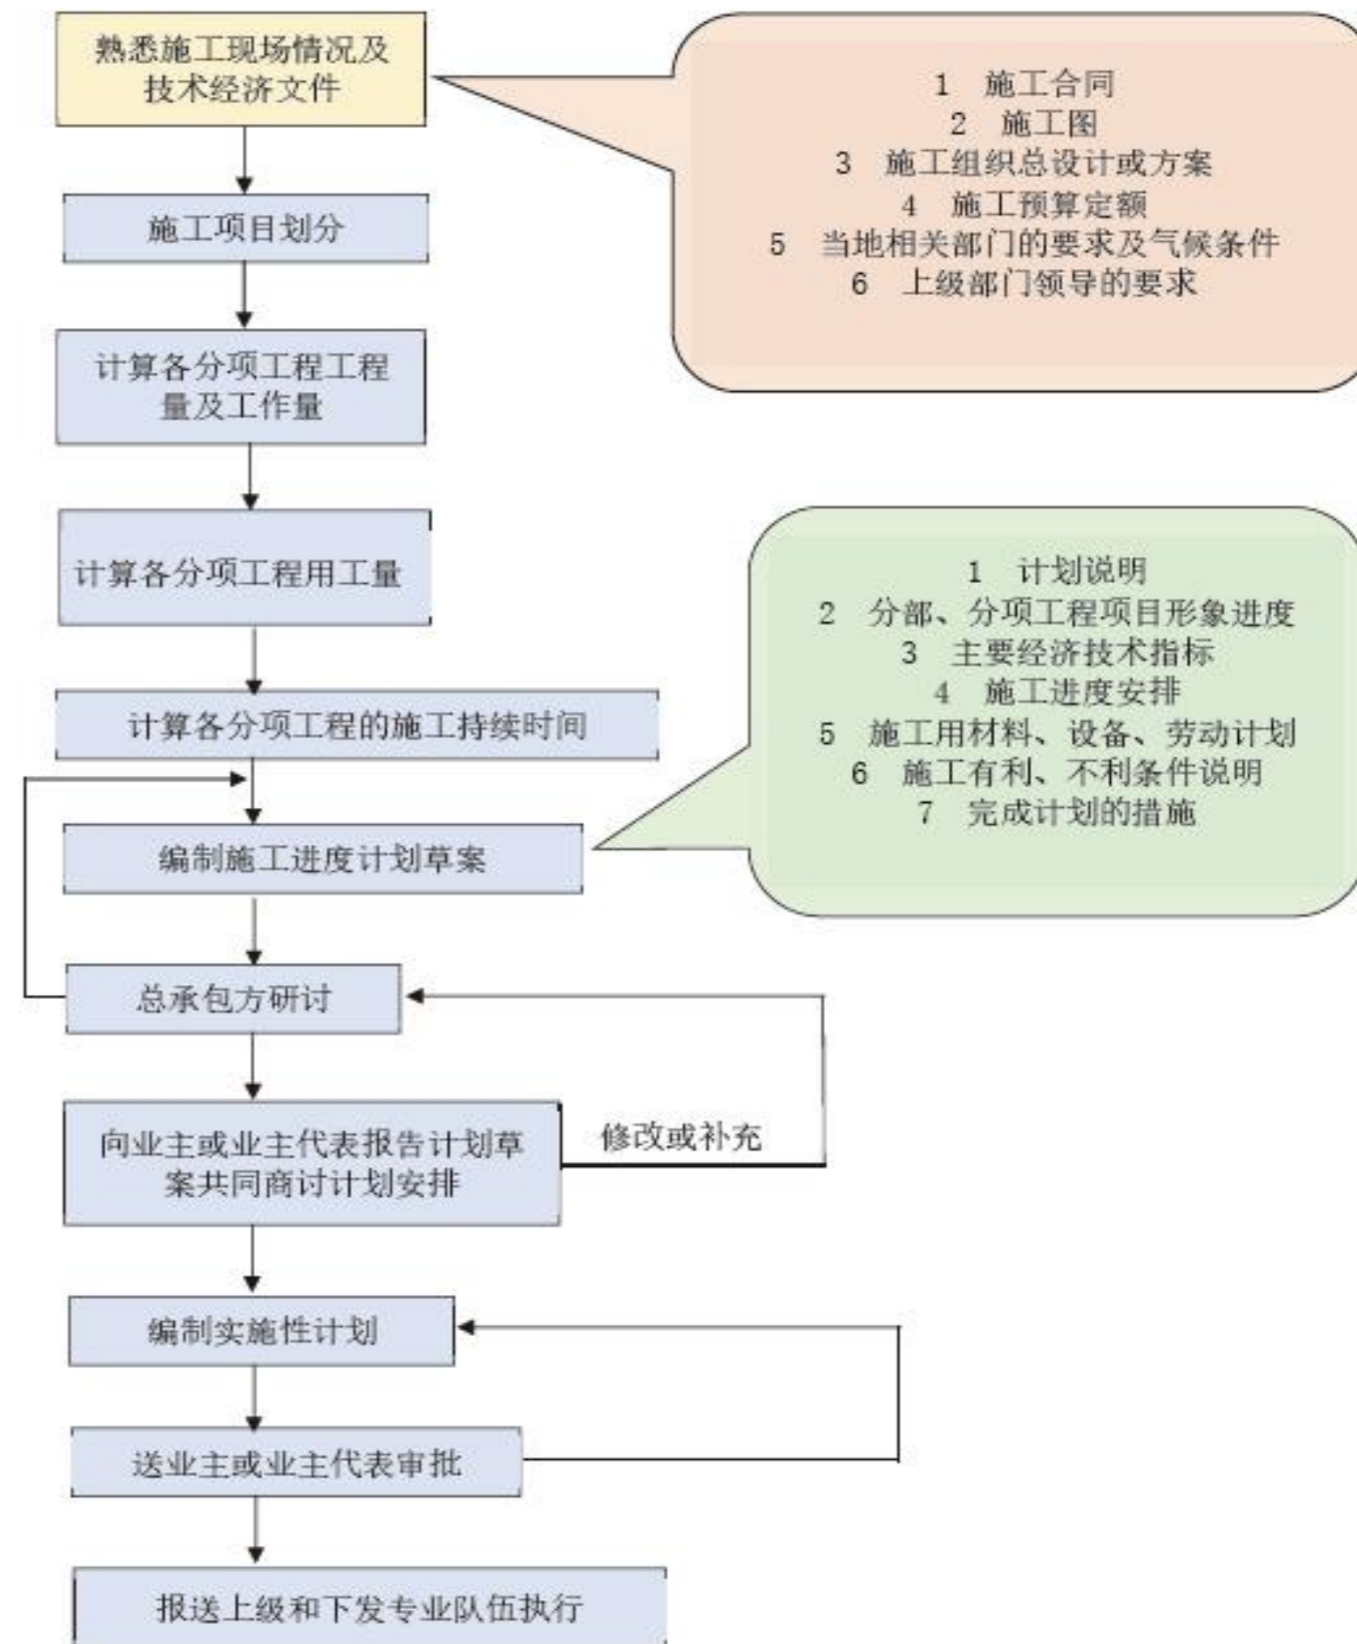 熟悉施工现场情况及
技术经济文件
1 施工合同
2 施工图
3 施工组织总设计或方案
4 施工预算定额
5 当地相关部门的要求及气候条件
6 上级部门领导的要求
施工项目划分
计算各分项工程工程
量及工作量
计算各分项工程用工量
计算各分项工程的施工持续时间
1 计划说明
2 分部、分项工程项目形象进度
3 主要经济技术指标
4 施工进度安排
5 施工用材料、设备、劳动计划
6 施工有利、不利条件说明
7 完成计划的措施
编制施工进度计划草案
总承包方研讨
向业主或业主代表报告计划草
案共同商讨计划安排
修改或补充
编制实施性计划
送业主或业主代表审批
报送上级和下发专业队伍执行